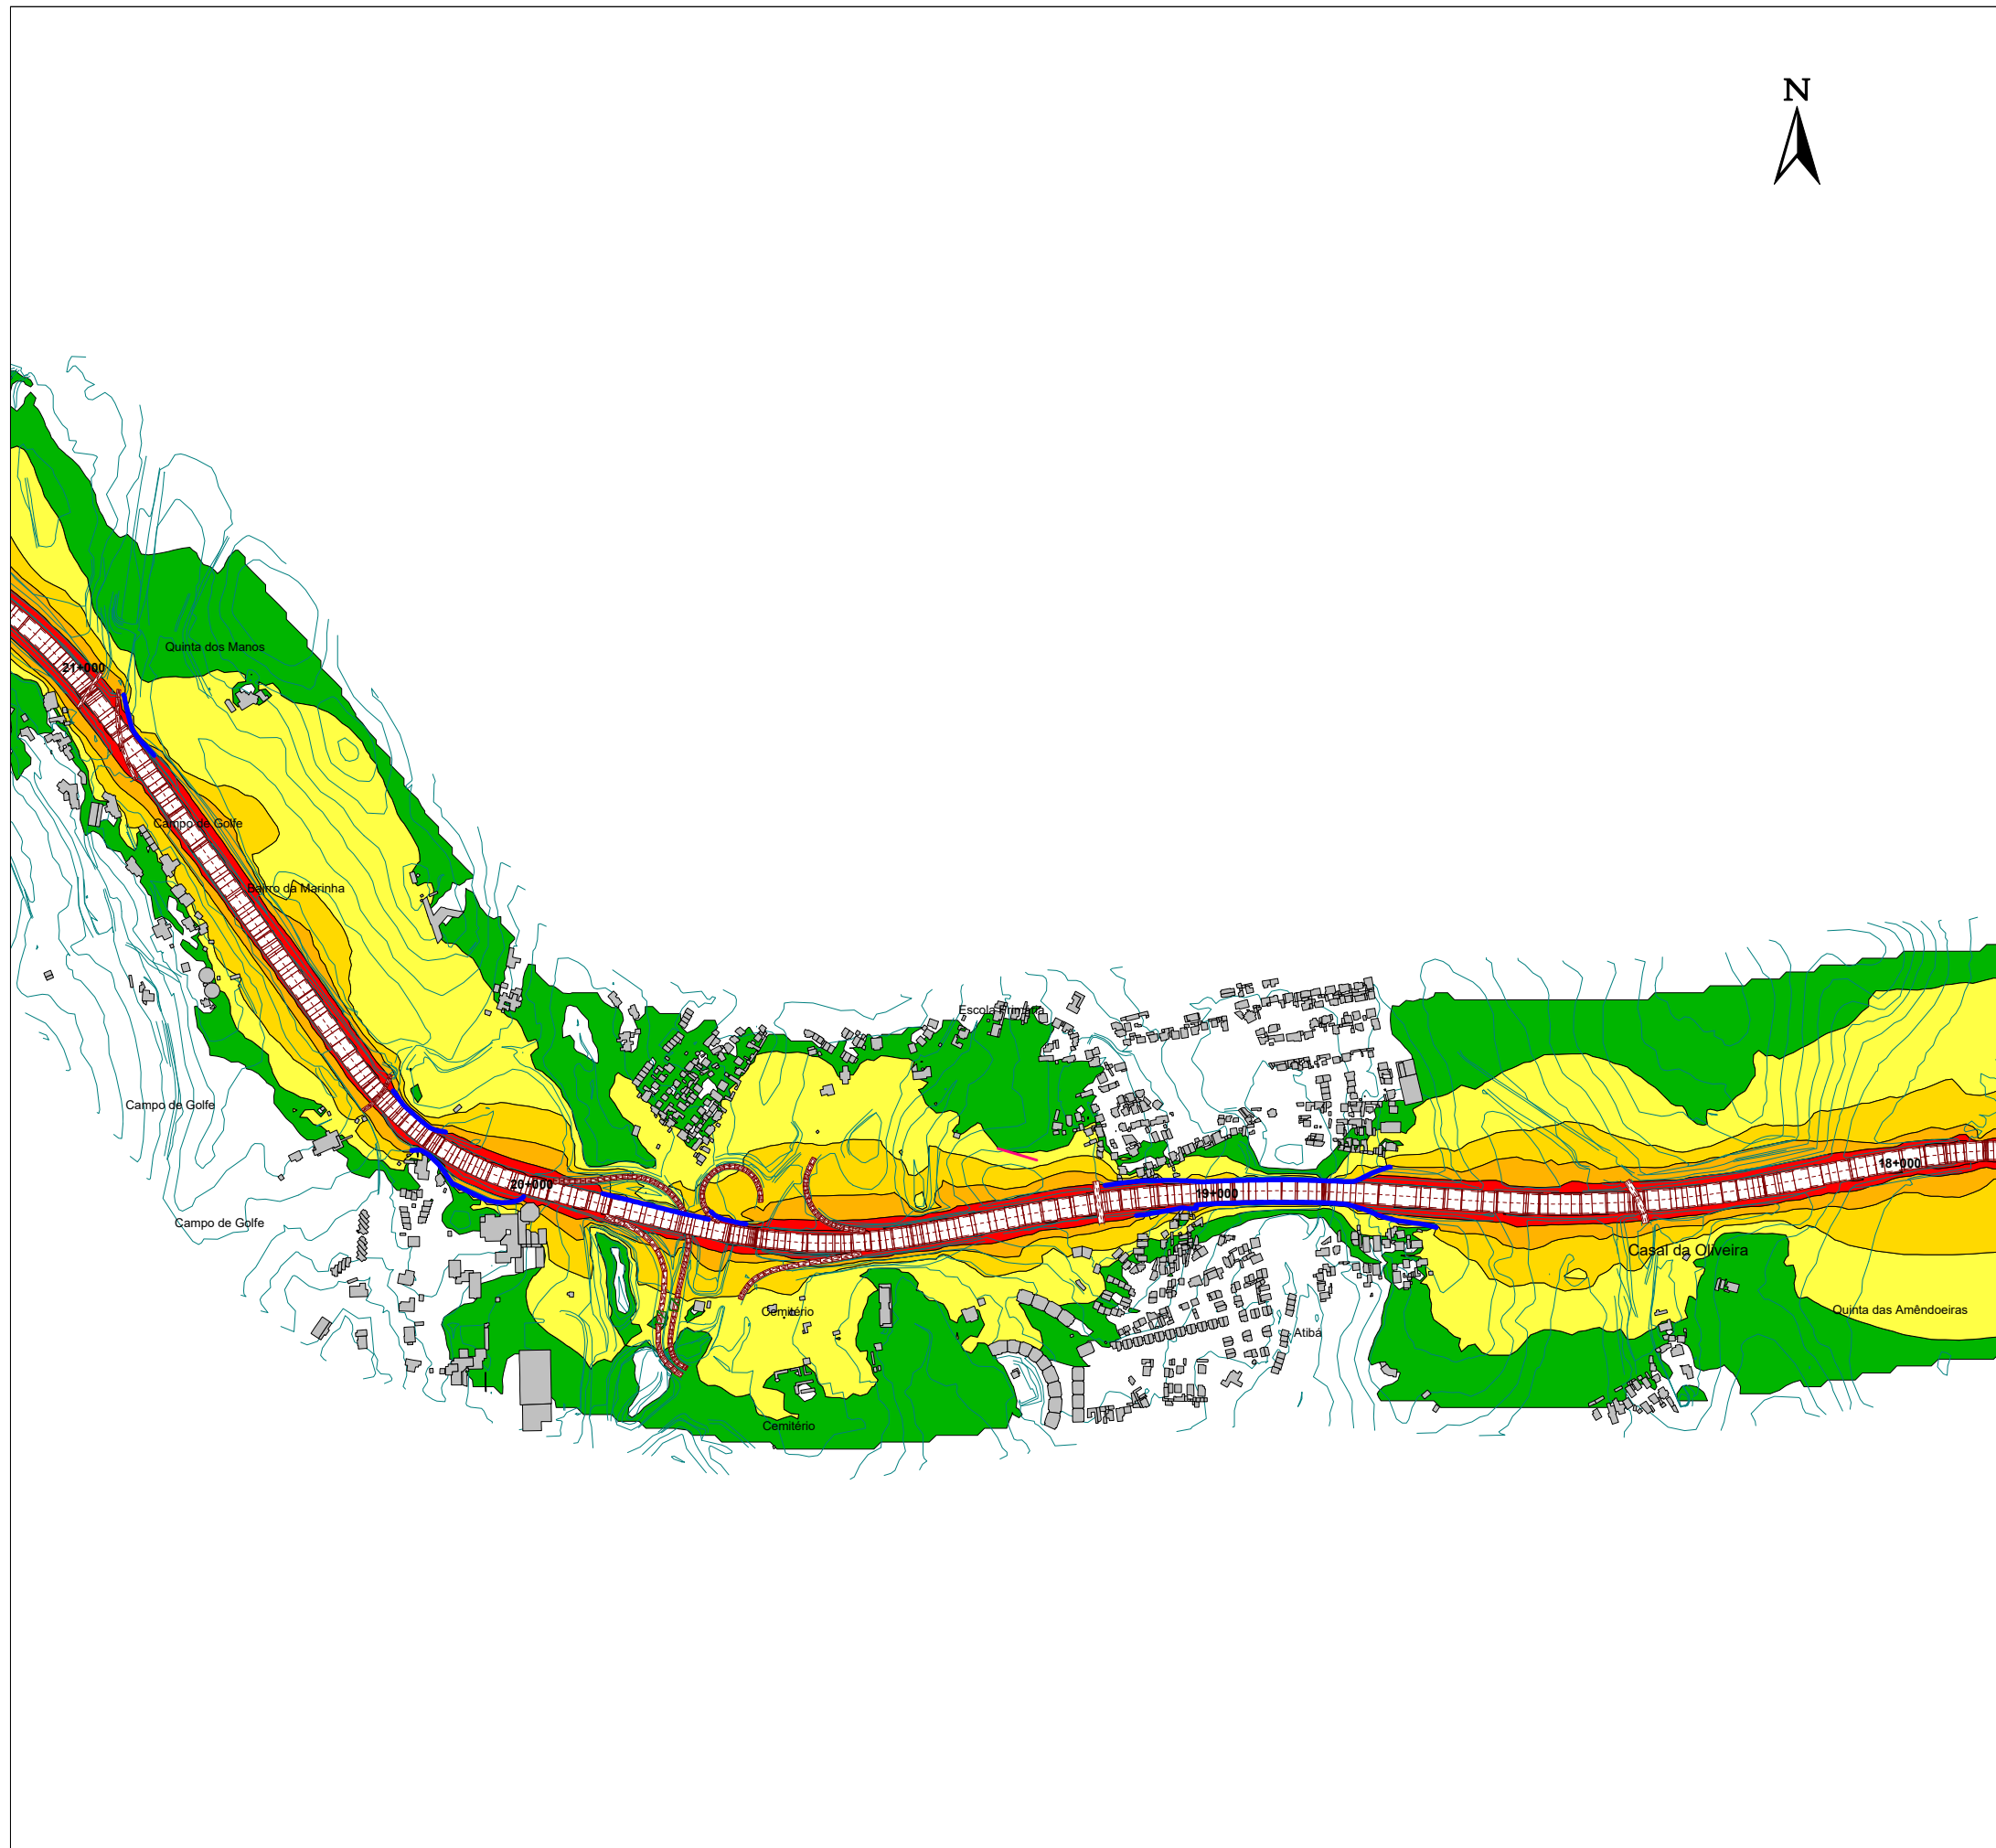 N
Quinta dos Manos
21+000
Campo de Golfe
Bairro da Marinha
Escola Primária
Campo de Golfe
18+000
20+000
19+000
Campo de Golfe
Casal da Oliveira
Cemitério
Quinta das Amêndoeiras
Atibá
Cemitério